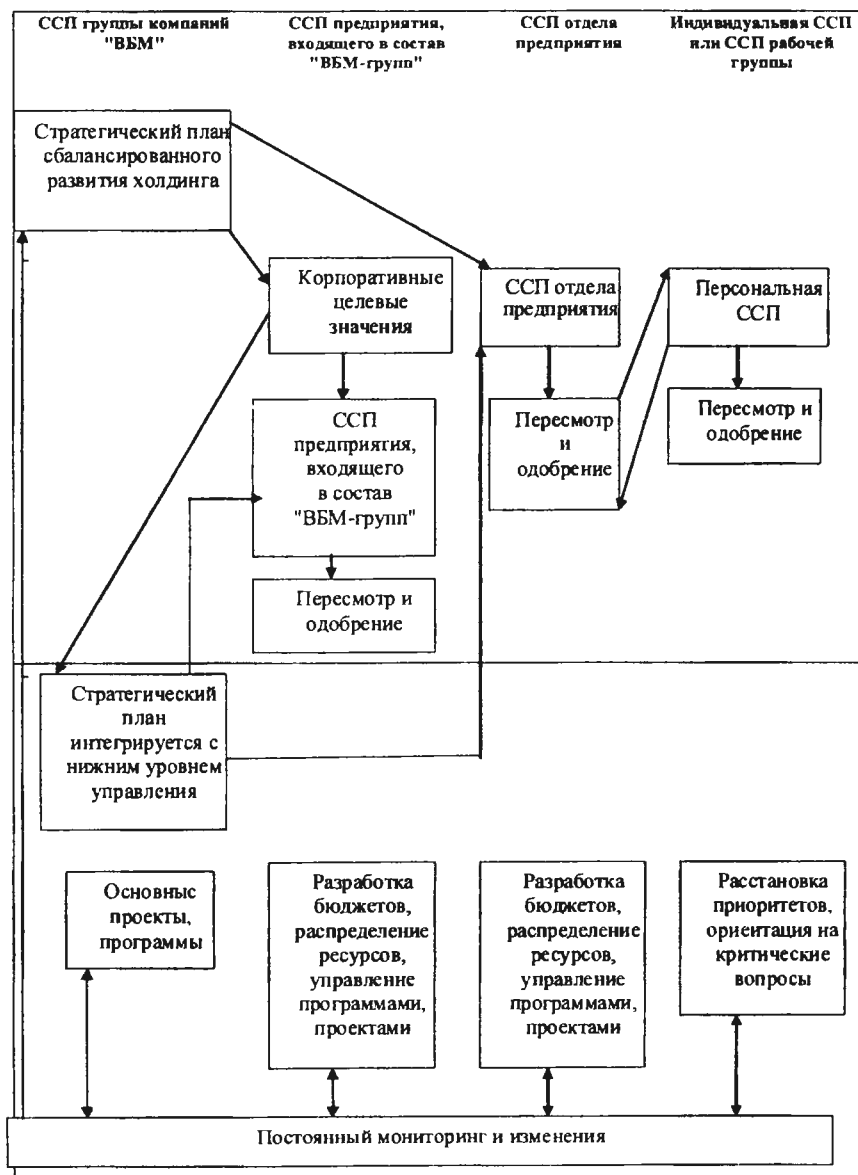 ССП группы компаний
"ВБМ"
ССП предприятия,
входящего в состав
"ВБМ-групп"
ССП отдела
предприятия
Индивидуальная ССП
или ССП рабочей
группы
Стратегический план
сбалансированного
развития холдинга
Корпоративные
целевые
значения
ССП отдела
предприятия
Персональная
ССП
ССП
предприятия,
входящего
в состав
"ВБМ-групп"
Пересмотр
и
одобрение
Пересмотр и
одобрение
Пересмотр и
одобрение
Стратегический
план
интегрируется с
нижним уровнем
управления
Основные
проекты,
программы
Разработка
бюджетов,
распределение
ресурсов,
управление
программами,
проектами
Разработка
бюджетов,
распределение
ресурсов,
управление
программами,
проектами
Расстановка
приоритетов,
ориентация на
критические
вопросы
Постоянный мониторинг и изменения